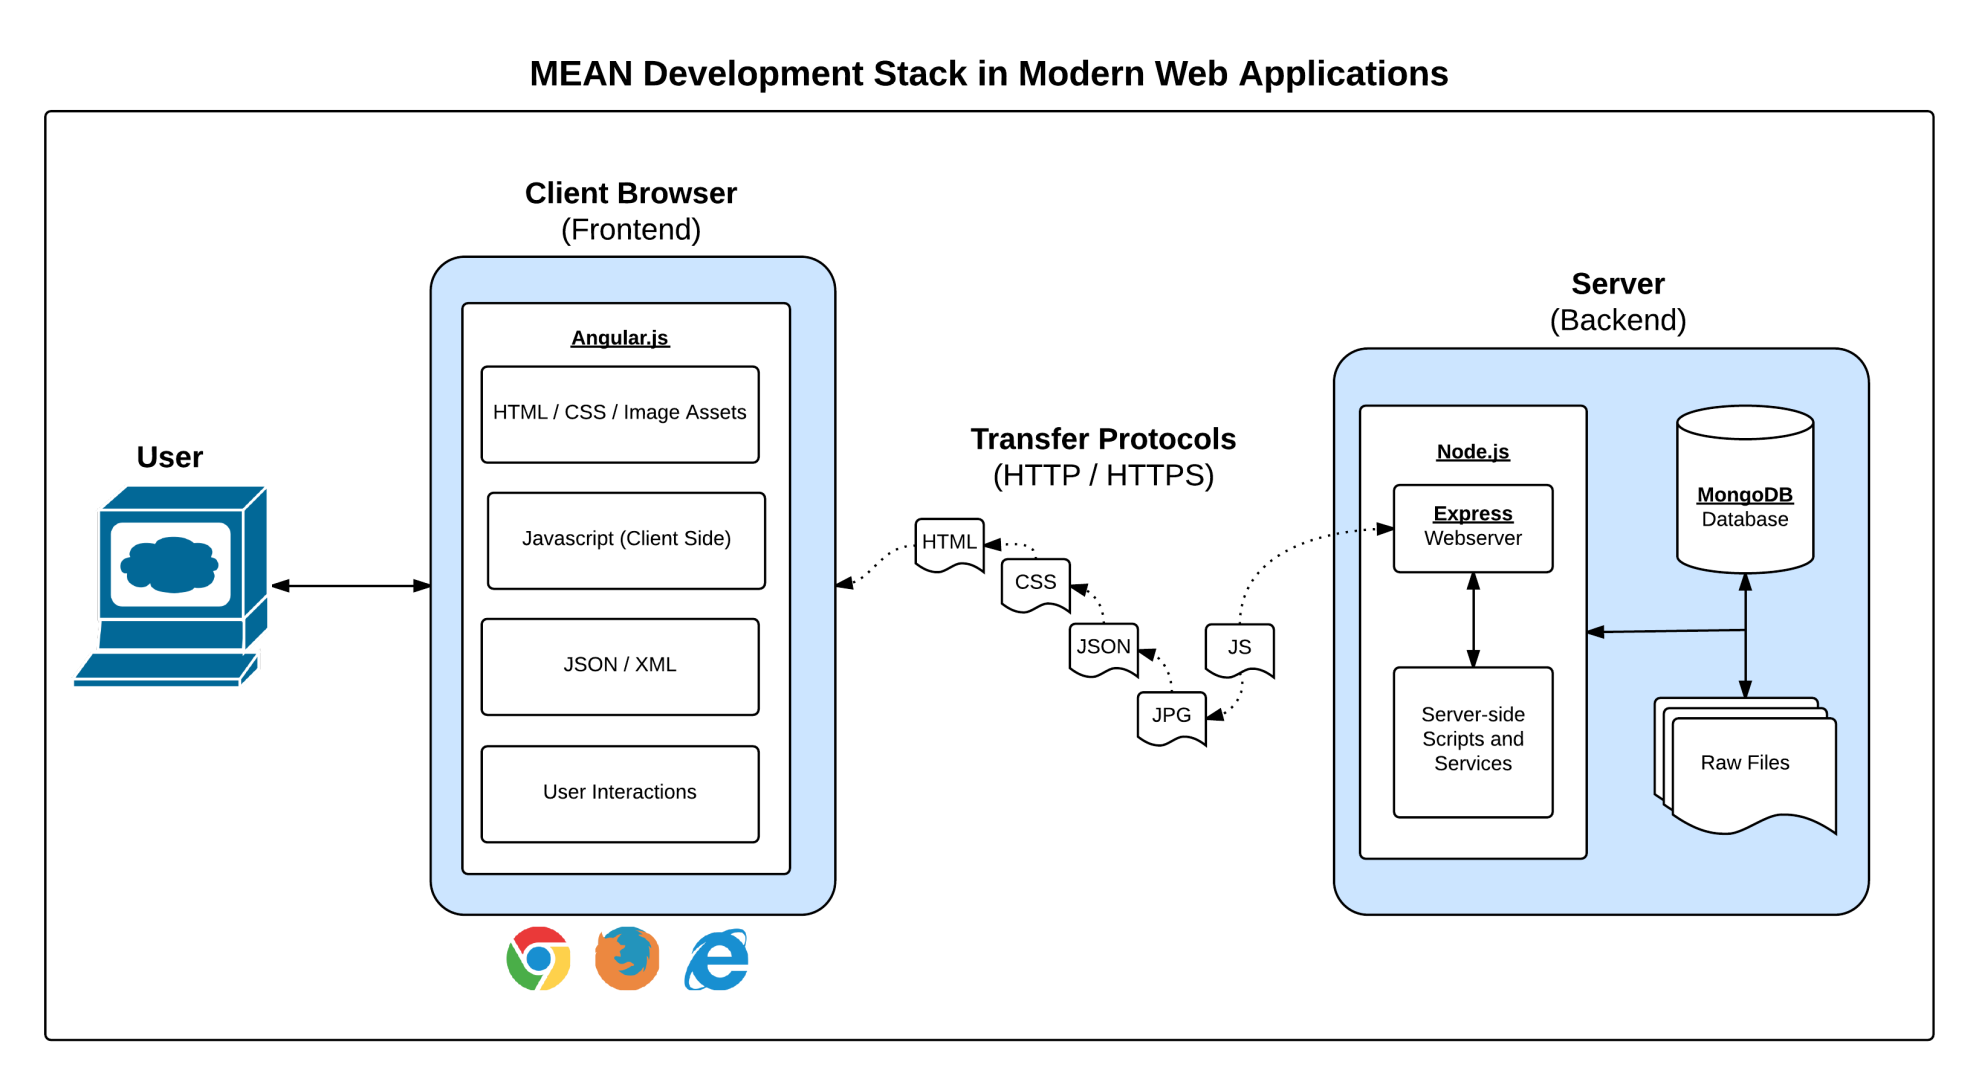 MEAN Development Stack in Modern Web Applications
Client Browser
(Frontend)
Angular.js
HTML / CSS / Image Assets
Javascript (Client Side)
JSON / XML
User Interactions
User
Transfer Protocols
(HTTP / HTTPS)
HTML
CSS
JSON
JPG
JS
Server
(Backend)
Node.js
Express
Webserver
Server-side
Scripts and
Services
MongoDB
Database
Raw Files